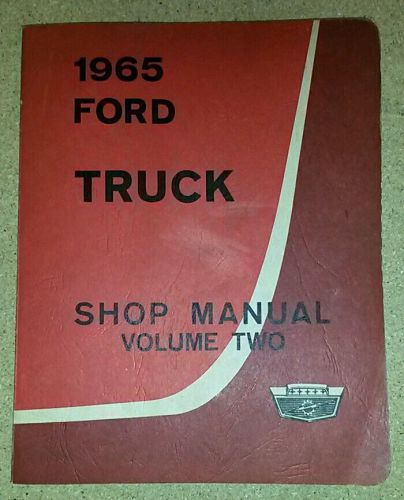 1965
FORD
TRUCK
SHOP MANUAL
VOLUME TWO